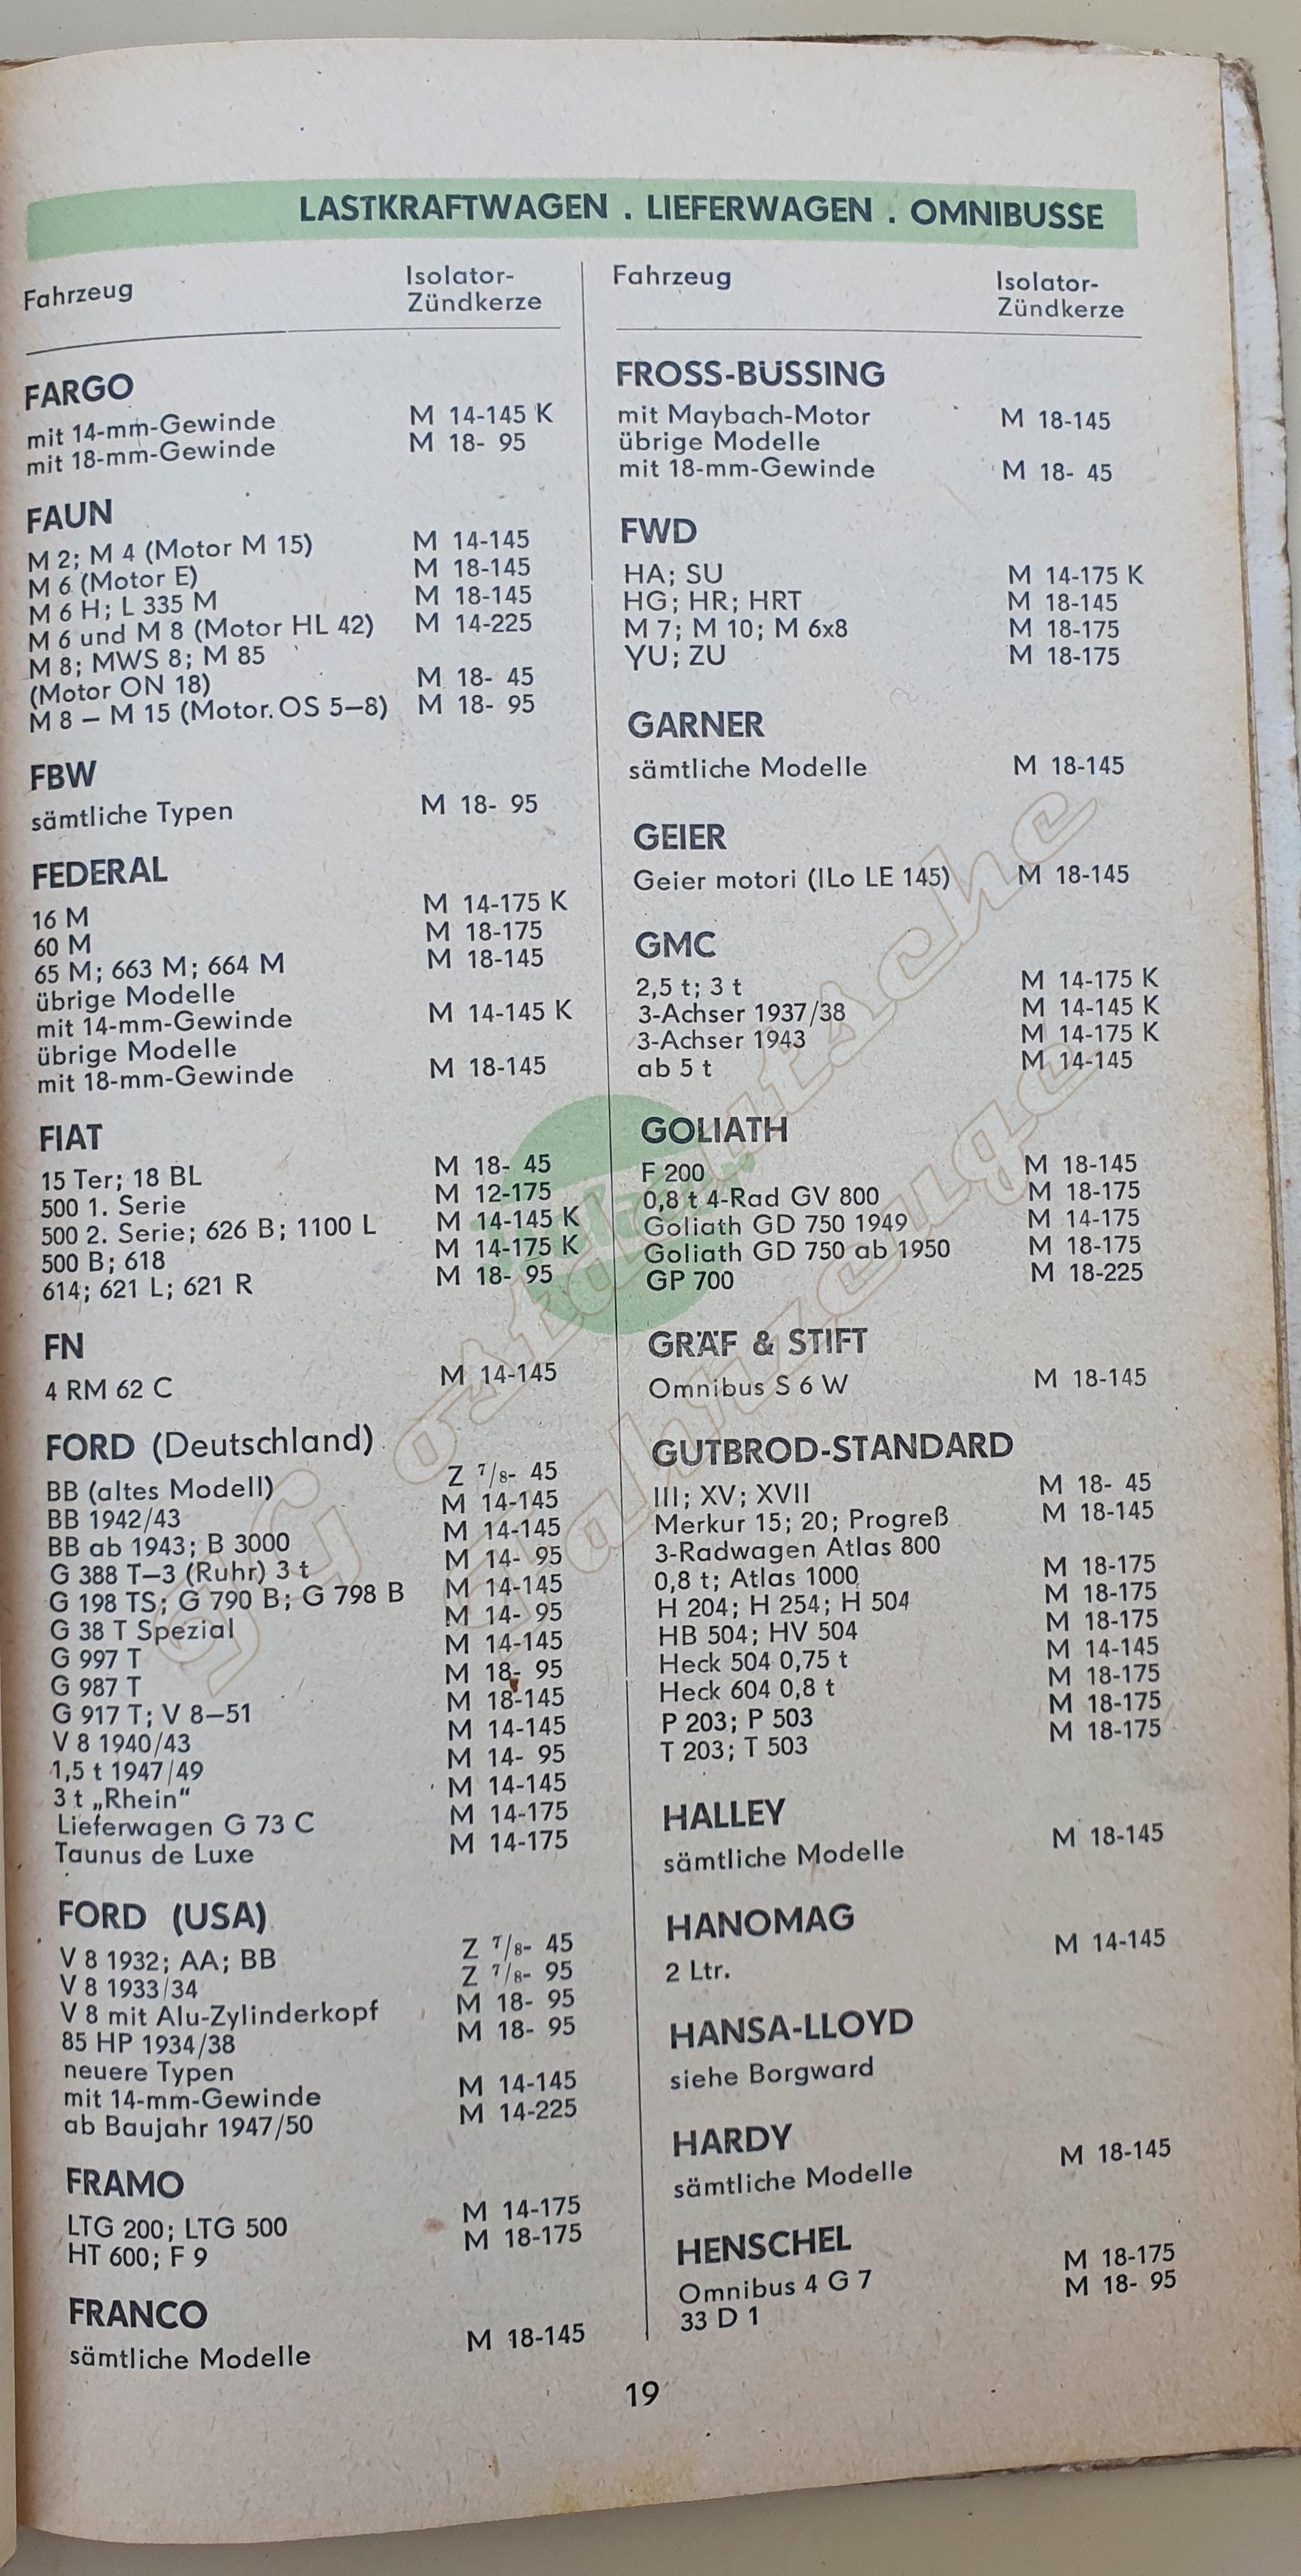 LASTKRAFTWAGEN . LIEFERWAGEN . OMNIBUSSE
Fahrzeug Isolator-Zündkerze
FARGO
mit 14-mm-Gewinde M 14-145 K
mit 18-mm-Gewinde M 18- 95
FAUN
M 2; M 4 (Motor M 15) M 14-145
M 6 (Motor E) M 18-145
M 6 H; L 335 M M 18-145
M 6 und M 8 (Motor HL 42) M 14-225
M 8; MWS 8; M 85
(Motor ON 18) M 18- 45
M 8 – M 15 (Motor. OS 5–8) M 18- 95
FBW
sämtliche Typen M 18- 95
FEDERAL
16 M M 14-175 K
60 M M 18-175
65 M; 663 M; 664 M M 18-145
übrige Modelle
mit 14-mm-Gewinde M 14-145 K
übrige Modelle
mit 18-mm-Gewinde M 18-145
FIAT
15 Ter; 18 BL M 18- 45
500 1. Serie M 12-175
500 2. Serie; 626 B; 1100 L M 14-145 K
500 B; 618 M 14-175 K
614; 621 L; 621 R M 18- 95
FN
4 RM 62 C M 14-145
FORD (Deutschland)
BB (altes Modell) Z 7/8- 45
BB 1942/43 M 14-145
BB ab 1943; B 3000 M 14-145
G 388 T–3 (Ruhr) 3 t M 14- 95
G 198 TS; G 790 B; G 798 B M 14-145
G 38 T Spezial M 14- 95
G 997 T M 14-145
G 987 T M 18- 95
G 917 T; V 8–51 M 18-145
V 8 1940/43 M 14-145
1,5 t 1947/49 M 14- 95
3 t „Rhein“ M 14-145
Lieferwagen G 73 C M 14-175
Taunus de Luxe M 14-175
FORD (USA)
V 8 1932; AA; BB Z 7/8- 45
V 8 1933/34 Z 7/8- 95
V 8 mit Alu-Zylinderkopf M 18- 95
85 HP 1934/38 M 18- 95
neuere Typen
mit 14-mm-Gewinde M 14-145
ab Baujahr 1947/50 M 14-225
FRAMO
LTG 200; LTG 500 M 14-175
HT 600; F 9 M 18-175
FRANCO
sämtliche Modelle M 18-145
Fahrzeug Isolator-Zündkerze
FROSS-BÜSSING
mit Maybach-Motor M 18-145
übrige Modelle
mit 18-mm-Gewinde M 18- 45
FWD
HA; SU M 14-175 K
HG; HR; HRT M 18-145
M 7; M 10; M 6x8 M 18-175
YU; ZU M 18-175
GARNER
sämtliche Modelle M 18-145
GEIER
Geier motori (ILo LE 145) M 18-145
GMC
2,5 t; 3 t M 14-175 K
3-Achser 1937/38 M 14-145 K
3-Achser 1943 M 14-175 K
ab 5 t M 14-145
GOLIATH
F 200 M 18-145
0,8 t 4-Rad GV 800 M 18-175
Goliath GD 750 1949 M 14-175
Goliath GD 750 ab 1950 M 18-175
GP 700 M 18-225
GRÄF & STIFT
Omnibus S 6 W M 18-145
GUTBROD-STANDARD
III; XV; XVII M 18- 45
Merkur 15; 20; Progreß M 18-145
3-Radwagen Atlas 800
0,8 t; Atlas 1000 M 18-175
H 204; H 254; H 504 M 18-175
HB 504; HV 504 M 18-175
Heck 504 0,75 t M 14-145
Heck 604 0,8 t M 18-175
P 203; P 503 M 18-175
T 203; T 503 M 18-175
HALLEY
sämtliche Modelle M 18-145
HANOMAG
2 Ltr. M 14-145
HANSA-LLOYD
siehe Borgward
HARDY
sämtliche Modelle M 18-145
HENSCHEL
Omnibus 4 G 7 M 18-175
33 D 1 M 18- 95
19
IG ostdeutsche
Fahrzeuge